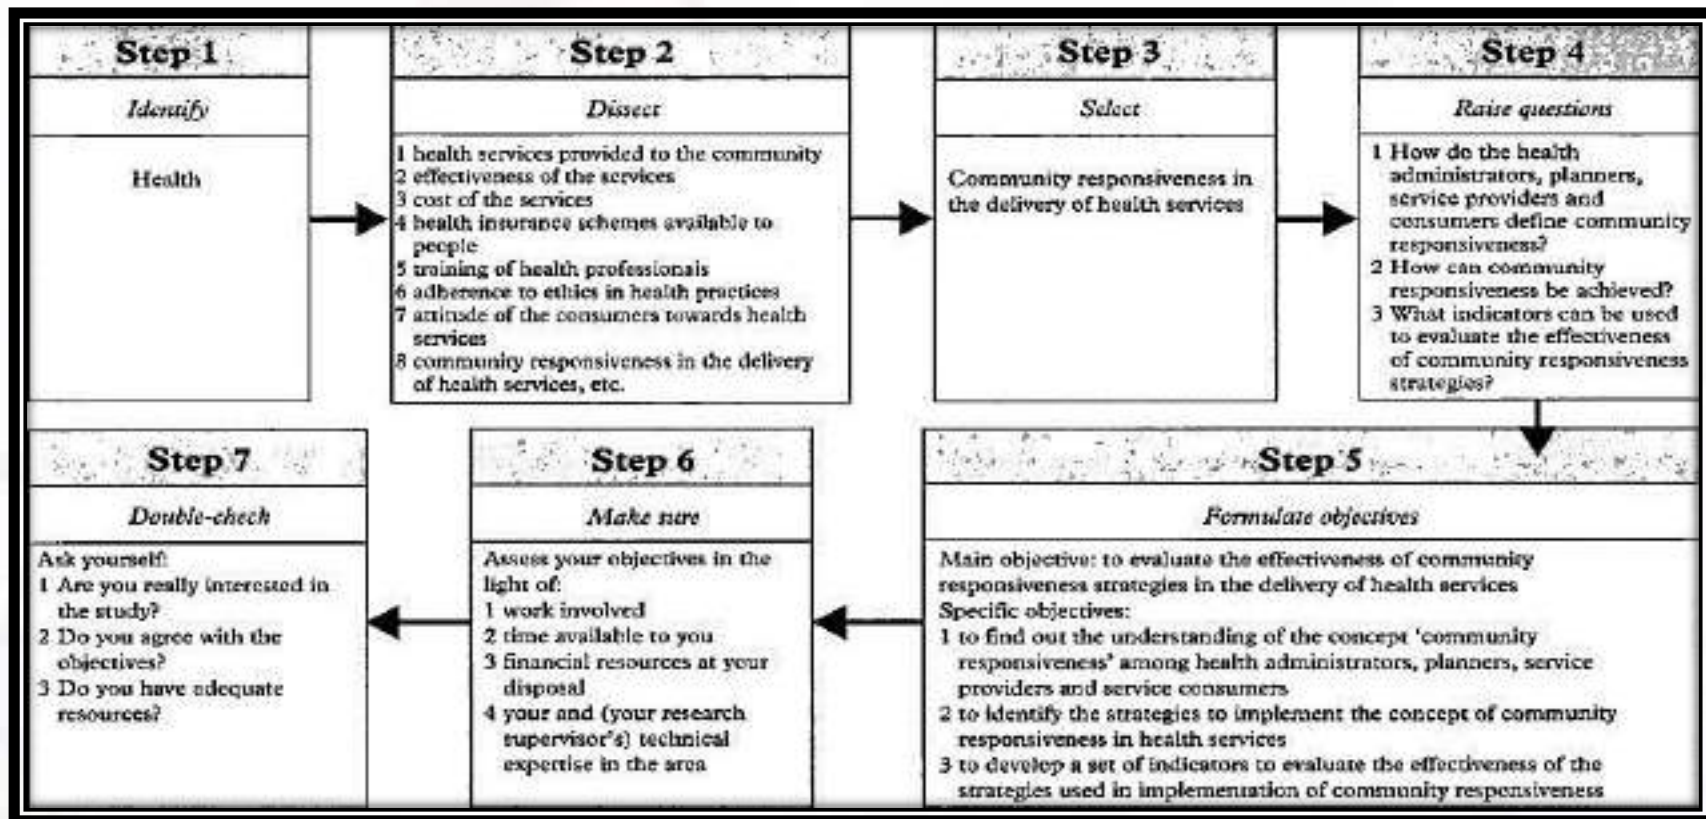 Step 1
Identify
Health
Step 2
Dissect
1 health services provided to the community
2 effectiveness of the services
3 cost of the services
4 health insurance schemes available to
people
5 training of health professionals
6 adherence to ethics in health practices
7 attitude of the consumers towards health
services
8 community responsiveness in the delivery
of health services, etc.
Step 3
Select
Community responsiveness in
the delivery of health services
Step 4
Raise questions
1 How do the health
administrators, planners,
service providers and
consumers define community
responsiveness?
2 How can community
responsiveness be achieved?
3 What indicators can be used
to evaluate the effectiveness
of community responsiveness
strategies?
Step 5
Formulate objectives
Main objective: to evaluate the effectiveness of community
responsiveness strategies in the delivery of health services
Specific objectives:
1 to find out the understanding of the concept ‘community
responsiveness’ among health administrators, planners, service
providers and service consumers
2 to identify the strategies to implement the concept of community
responsiveness in health services
3 to develop a set of indicators to evaluate the effectiveness of the
strategies used in implementation of community responsiveness
Step 6
Make sure
Assess your objectives in the
light of:
1 work involved
2 time available to you
3 financial resources at your
disposal
4 your and (your research
supervisor's) technical
expertise in the area
Step 7
Double-check
Ask yourself:
1 Are you really interested in
the study?
2 Do you agree with the
objectives?
3 Do you have adequate
resources?